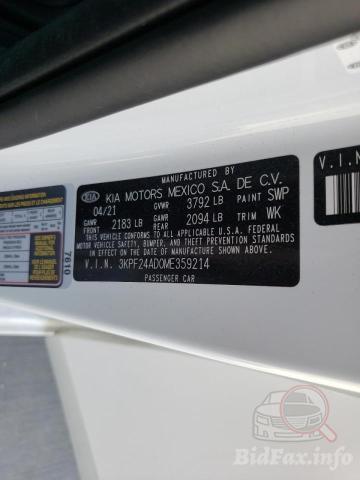 MANUFACTURED BY
KIA KIA MOTORS MEXICO S.A. DE C.V.
04/21 GVWR 3792 LB PAINT SWP
GAWR FRONT 2183 LB GAWR REAR 2094 LB TRIM WK
THIS VEHICLE CONFORMS TO ALL APPLICABLE U.S.A. FEDERAL
MOTOR VEHICLE SAFETY, BUMPER, AND THEFT PREVENTION STANDARDS
IN EFFECT ON THE DATE OF MANUFACTURE SHOWN ABOVE.
V.I.N. 3KPF24AD0ME359214
PASSENGER CAR
7610
V.I.N
BidFax.info